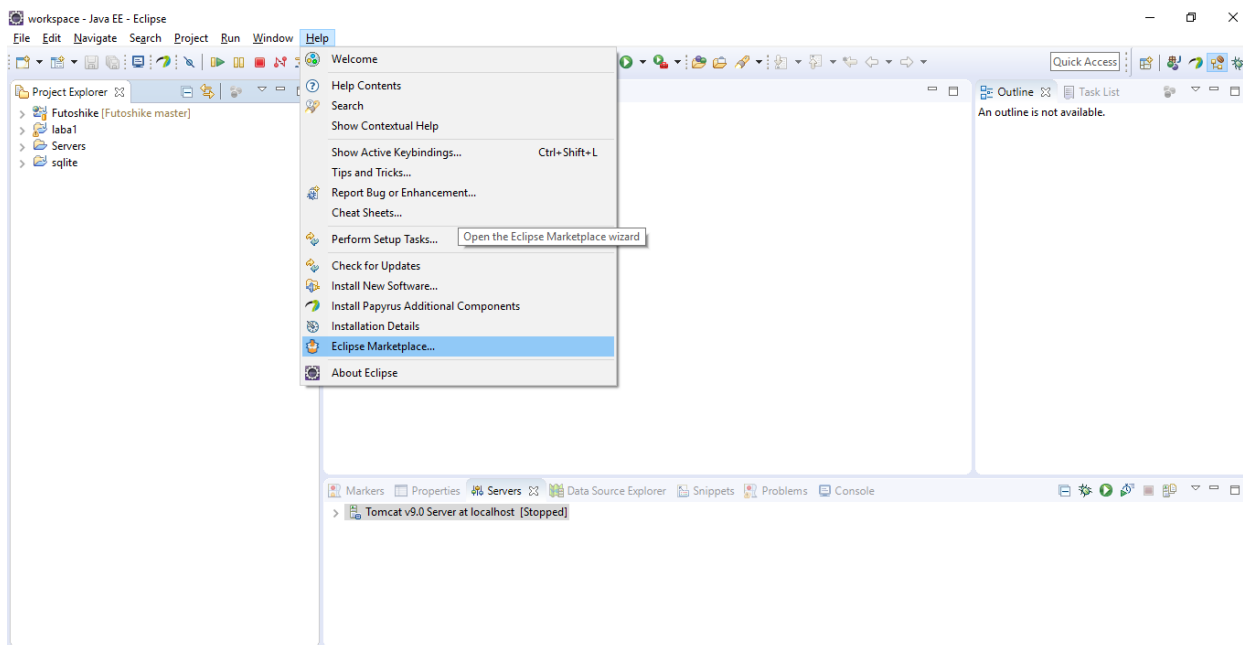 workspace - Java EE - Eclipse
File Edit Navigate Search Project Run Window Help
Quick Access
Project Explorer
Futoshike [Futoshike master]
laba1
Servers
sqlite
Welcome
Help Contents
Search
Show Contextual Help
Show Active Keybindings... Ctrl+Shift+L
Tips and Tricks...
Report Bug or Enhancement...
Cheat Sheets...
Perform Setup Tasks...
Open the Eclipse Marketplace wizard
Check for Updates
Install New Software...
Install Papyrus Additional Components
Installation Details
Eclipse Marketplace...
About Eclipse
Outline Task List
An outline is not available.
Markers Properties Servers Data Source Explorer Snippets Problems Console
Tomcat v9.0 Server at localhost [Stopped]